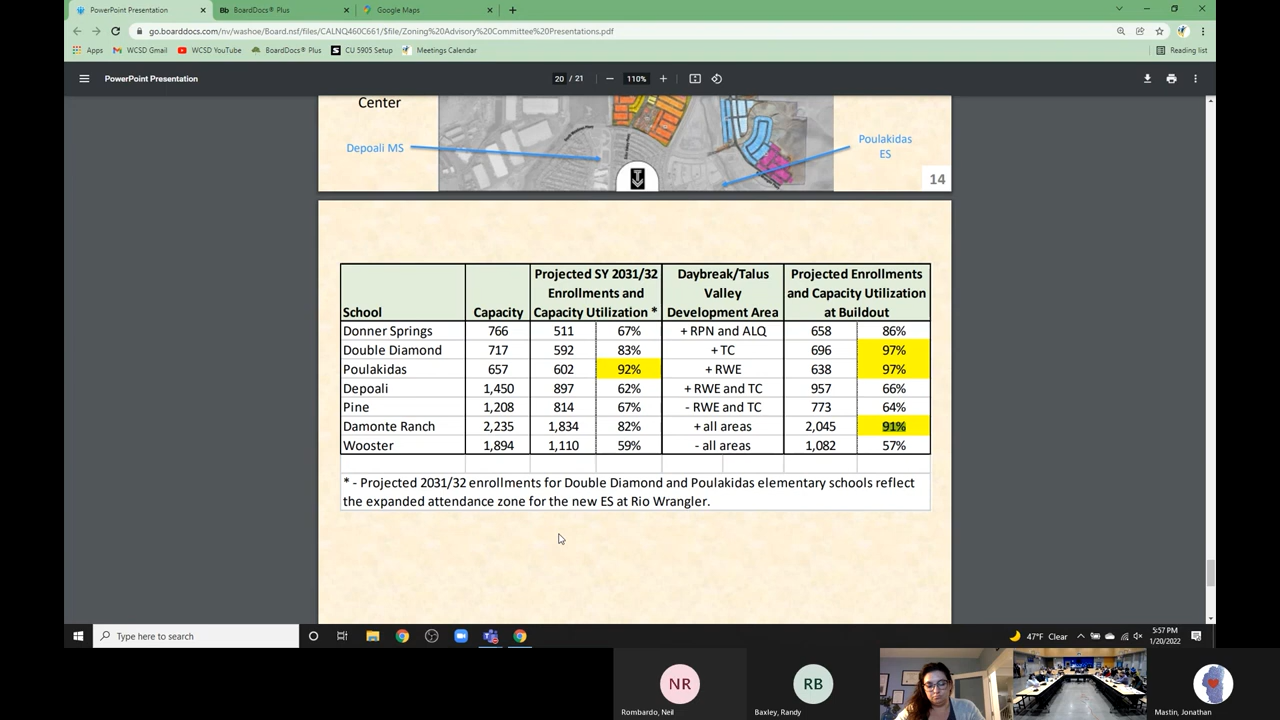 PowerPoint Presentation
BoardDocs® Plus
Google Maps
go.boarddocs.com/nv/washoe/Board.nsf/files/CALNQ460C661/$file/Zoning%20Advisory%20Committee%20Presentations.pdf
Apps WCSD Gmail WCSD YouTube BoardDocs® Plus CU 5905 Setup Meetings Calendar Reading list
PowerPoint Presentation 20 / 21 110%
Center
Depoali MS
Poulakidas
ES
14
School Capacity Projected SY 2031/32 Enrollments and Capacity Utilization * Daybreak/Talus Valley Development Area Projected Enrollments and Capacity Utilization at Buildout
Donner Springs 766 511 67% + RPN and ALQ 658 86%
Double Diamond 717 592 83% + TC 696 97%
Poulakidas 657 602 92% + RWE 638 97%
Depoali 1,450 897 62% + RWE and TC 957 66%
Pine 1,208 814 67% - RWE and TC 773 64%
Damonte Ranch 2,235 1,834 82% + all areas 2,045 91%
Wooster 1,894 1,110 59% - all areas 1,082 57%
* - Projected 2031/32 enrollments for Double Diamond and Poulakidas elementary schools reflect
the expanded attendance zone for the new ES at Rio Wrangler.
Type here to search
47°F Clear
5:57 PM
1/20/2022
NR
RB
Rombardo, Neil
Baxley, Randy
Mastin, Jonathan